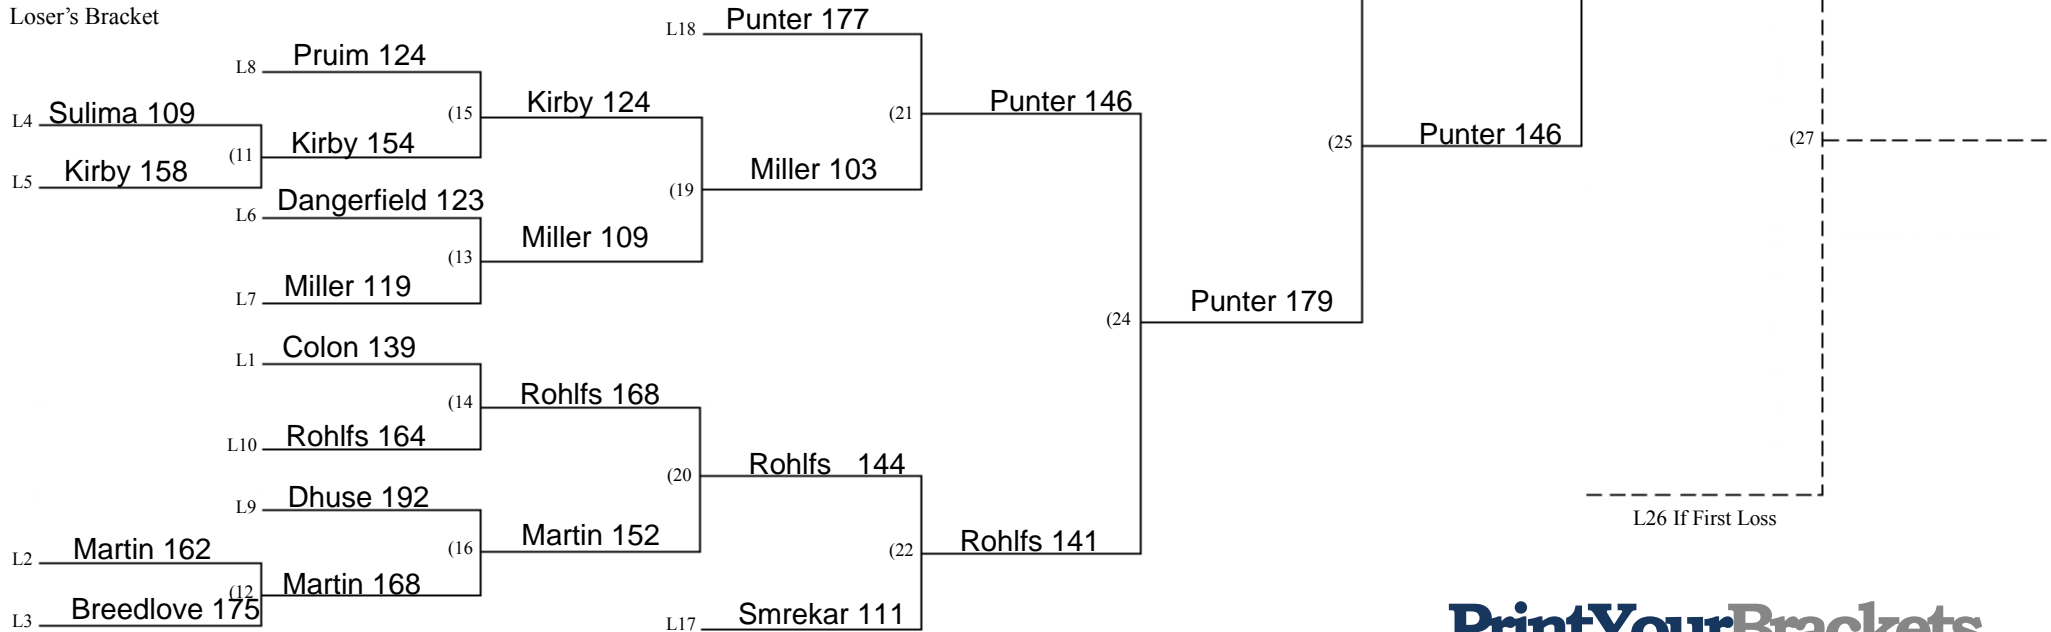 Loser's Bracket
L18 Punter 177
L8 Pruim 124
L4 Sulima 109
L5 Kirby 158
(11 Kirby 154
(15 Kirby 124
L6 Dangerfield 123
L7 Miller 119
(13 Miller 109
(19 Miller 103
(21 Punter 146
L1 Colon 139
L10 Rohlfs 164
(14 Rohlfs 168
L9 Dhuse 192
L2 Martin 162
L3 Breedlove 175
(12 Martin 168
(16 Martin 152
(20 Rohlfs 144
L17 Smrekar 111
(22 Rohlfs 141
(24 Punter 179
(25 Punter 146
(27
L26 If First Loss
PrintYourBrackets